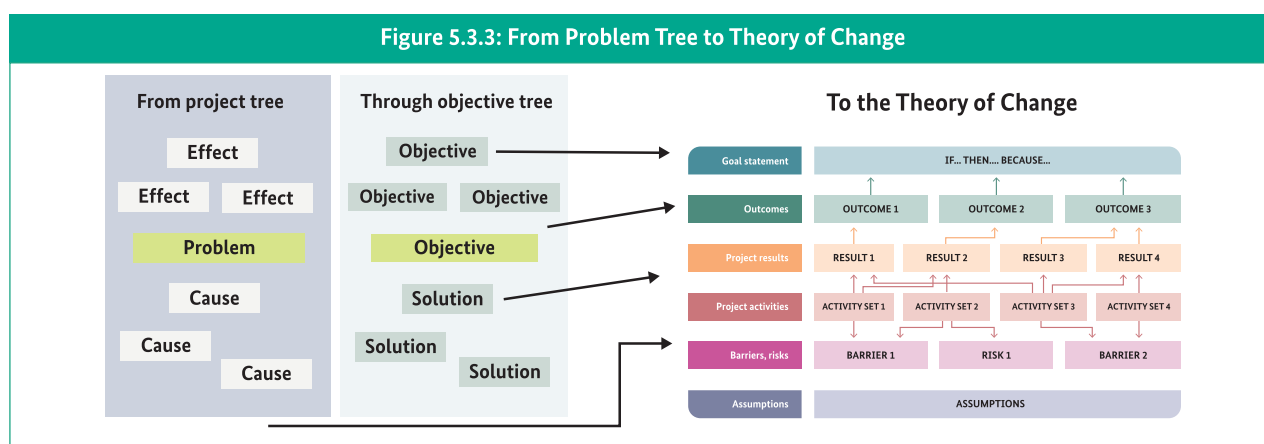 Figure 5.3.3: From Problem Tree to Theory of Change
From project tree
Effect
Effect
Effect
Problem
Cause
Cause
Cause
Through objective tree
Objective
Objective
Objective
Objective
Solution
Solution
Solution
To the Theory of Change
Goal statement
IF... THEN.... BECAUSE...
Outcomes
OUTCOME 1
OUTCOME 2
OUTCOME 3
Project results
RESULT 1
RESULT 2
RESULT 3
RESULT 4
Project activities
ACTIVITY SET 1
ACTIVITY SET 2
ACTIVITY SET 3
ACTIVITY SET 4
Barriers, risks
BARRIER 1
RISK 1
BARRIER 2
Assumptions
ASSUMPTIONS